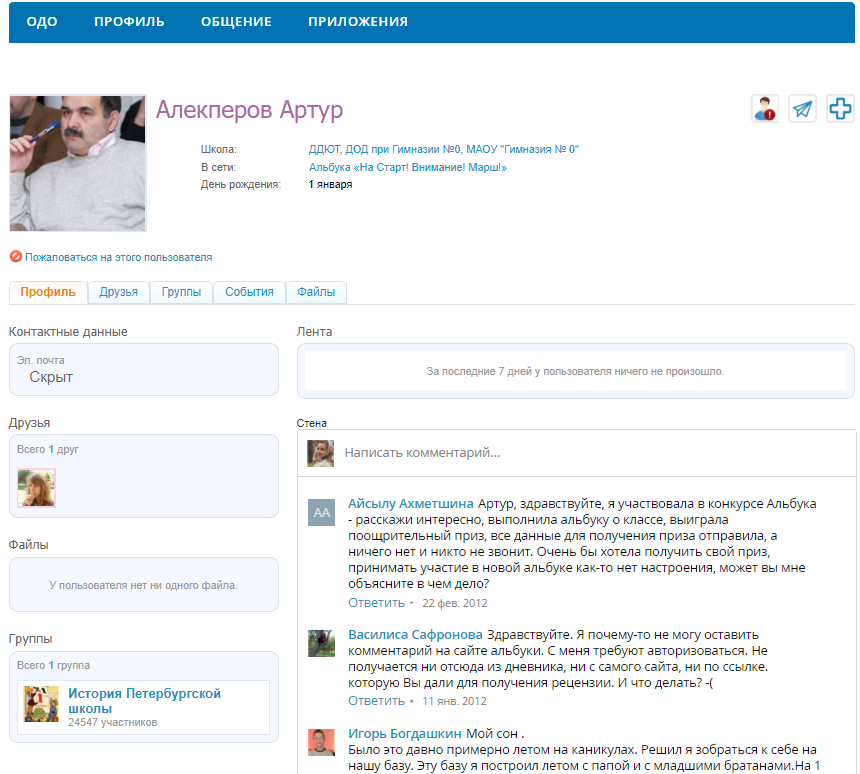 ОДО ПРОФИЛЬ ОБЩЕНИЕ ПРИЛОЖЕНИЯ
Алекперов Артур
Школа: ДДЮТ, ДОД при Гимназии №0, МАОУ "Гимназия № 0"
В сети: Альбука «На Старт! Внимание! Марш!»
День рождения: 1 января
Пожаловаться на этого пользователя
Профиль Друзья Группы События Файлы
Контактные данные
Эл. почта
Скрыт
Друзья
Всего 1 друг
Файлы
У пользователя нет ни одного файла.
Группы
Всего 1 группа
История Петербургской
школы
24547 участников
Лента
За последние 7 дней у пользователя ничего не произошло.
Стена
Написать комментарий...
АА
Айсылу Ахметшина Артур, здравствуйте, я участвовала в конкурсе Альбука
- расскажи интересно, выполнила альбуку о классе, выиграла
поощрительный приз, все данные для получения приза отправила, а
ничего нет и никто не звонит. Очень бы хотела получить свой приз,
принимать участие в новой альбуке как-то нет настроения, может вы мне
объясните в чем дело?
Ответить • 22 фев. 2012
Василиса Сафронова Здравствуйте. Я почему-то не могу оставить
комментарий на сайте альбуки. С меня требуют авторизоваться. Не
получается ни отсюда из дневника, ни с самого сайта, ни по ссылке.
которую Вы дали для получения рецензии. И что делать? -(
Ответить • 11 янв. 2012
Игорь Богдашкин Мой сон .
Было это давно примерно летом на каникулах. Решил я зобраться к себе на
нашу базу. Эту базу я построил летом с папой и с младшими братанами.На 1